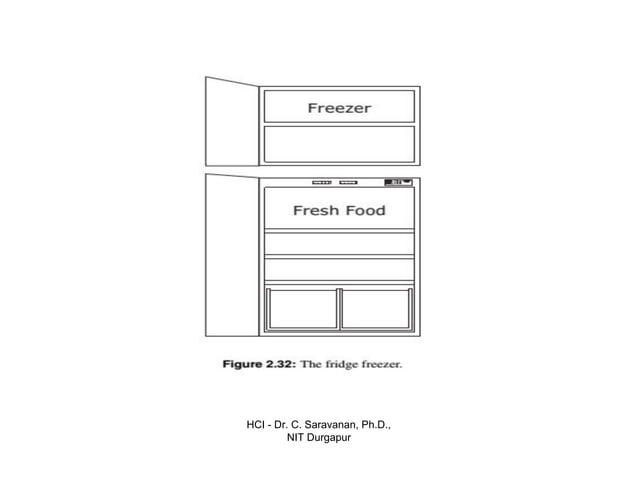 Freezer
Fresh Food
Figure 2.32: The fridge freezer.
HCI - Dr. C. Saravanan, Ph.D.,
NIT Durgapur